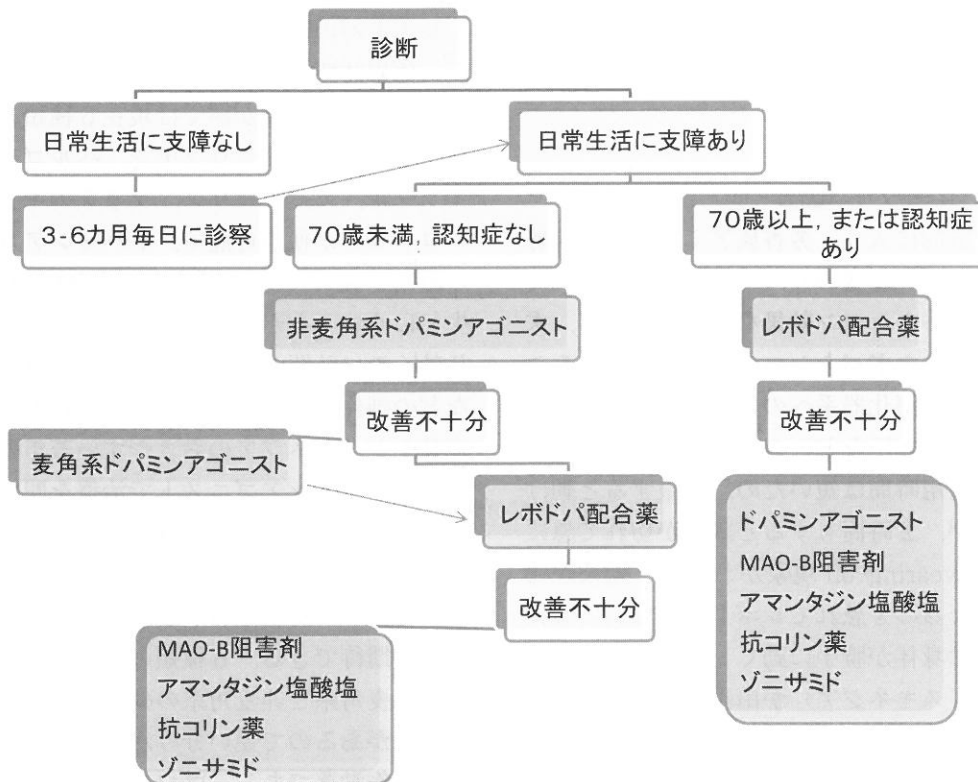 診断
日常生活に支障なし
日常生活に支障あり
3-6カ月毎日に診察
70歳未満, 認知症なし
70歳以上, または認知症
あり
非麦角系ドパミンアゴニスト
レボドパ配合薬
改善不十分
改善不十分
麦角系ドパミンアゴニスト
レボドパ配合薬
改善不十分
ドパミンアゴニスト
MAO-B阻害剤
アマンタジン塩酸塩
抗コリン薬
ゾニサミド
MAO-B阻害剤
アマンタジン塩酸塩
抗コリン薬
ゾニサミド